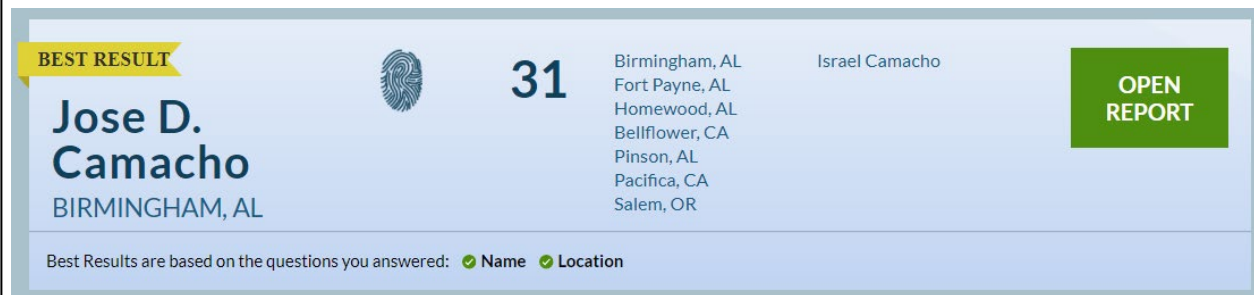 BEST RESULT
Jose D.
Camacho
BIRMINGHAM, AL
31
Birmingham, AL
Fort Payne, AL
Homewood, AL
Bellflower, CA
Pinson, AL
Pacifica, CA
Salem, OR
Israel Camacho
OPEN
REPORT
Best Results are based on the questions you answered: Name Location